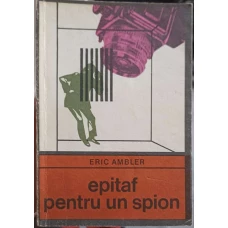 ERIC AMBLER
epitaf
pentru un spion